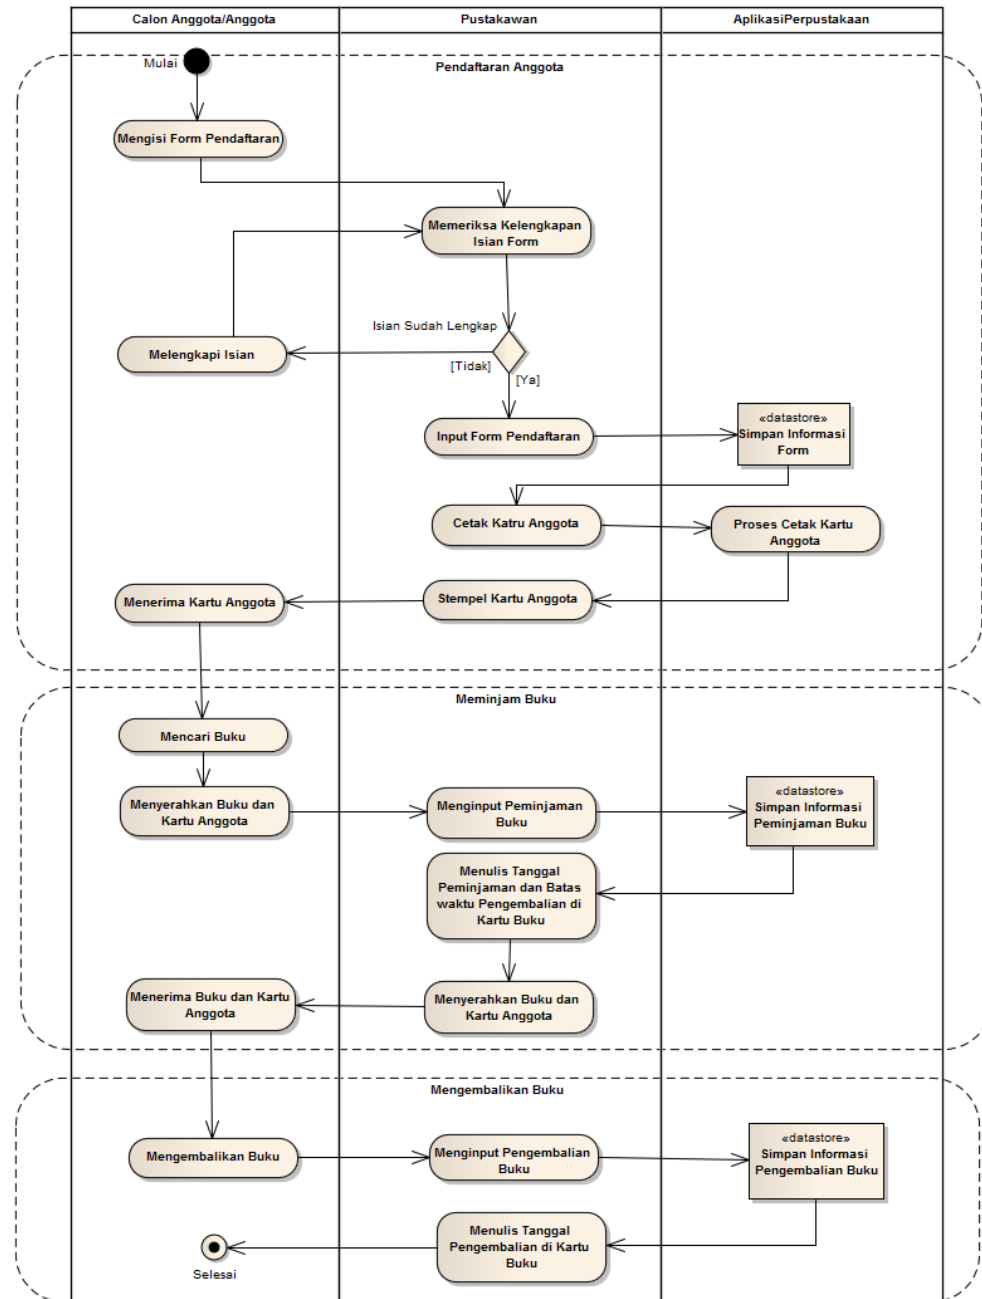 Calon Anggota/Anggota
Pustakawan
AplikasiPerpustakaan
Pendaftaran Anggota
Mulai
Mengisi Form Pendaftaran
Memeriksa Kelengkapan
Isian Form
Isian Sudah Lengkap
Melengkapi Isian
[Tidak]
[Ya]
Input Form Pendaftaran
«datastore»
Simpan Informasi
Form
Cetak Katru Anggota
Proses Cetak Kartu
Anggota
Menerima Kartu Anggota
Stempel Kartu Anggota
Meminjam Buku
Mencari Buku
Menyerahkan Buku dan
Kartu Anggota
Menginput Peminjaman
Buku
«datastore»
Simpan Informasi
Peminjaman Buku
Menulis Tanggal
Peminjaman dan Batas
waktu Pengembalian di
Kartu Buku
Menerima Buku dan Kartu
Anggota
Menyerahkan Buku dan
Kartu Anggota
Mengembalikan Buku
Mengembalikan Buku
Menginput Pengembalian
Buku
«datastore»
Simpan Informasi
Pengembalian Buku
Menulis Tanggal
Pengembalian di Kartu
Buku
Selesai